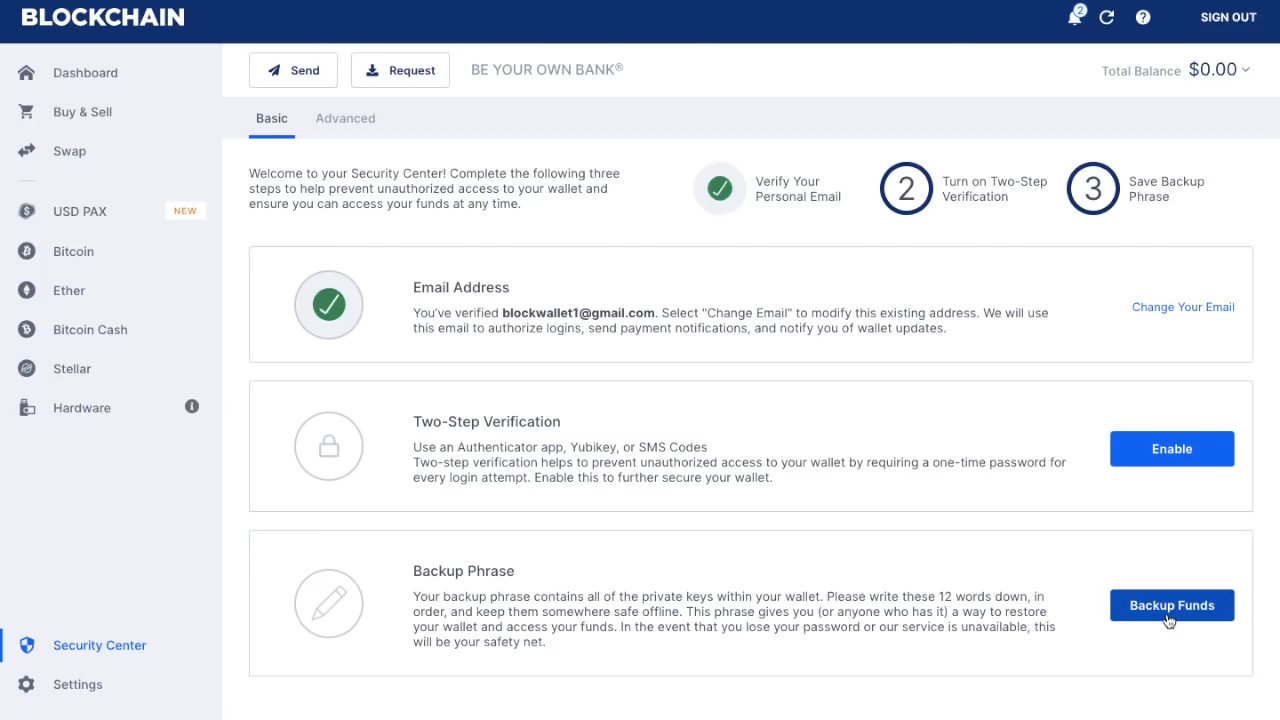 BLOCKCHAIN
2
SIGN OUT
Dashboard
Buy & Sell
Swap
USD PAX
NEW
Bitcoin
Ether
Bitcoin Cash
Stellar
Hardware
Security Center
Settings
Send
Request
BE YOUR OWN BANK®
Total Balance $0.00
Basic
Advanced
Welcome to your Security Center! Complete the following three
steps to help prevent unauthorized access to your wallet and
ensure you can access your funds at any time.
Verify Your
Personal Email
2
Turn on Two-Step
Verification
3
Save Backup
Phrase
Email Address
You've verified blockwallet1@gmail.com. Select "Change Email" to modify this existing address. We will use
this email to authorize logins, send payment notifications, and notify you of wallet updates.
Change Your Email
Two-Step Verification
Use an Authenticator app, Yubikey, or SMS Codes
Two-step verification helps to prevent unauthorized access to your wallet by requiring a one-time password for
every login attempt. Enable this to further secure your wallet.
Enable
Backup Phrase
Your backup phrase contains all of the private keys within your wallet. Please write these 12 words down, in
order, and keep them somewhere safe offline. This phrase gives you (or anyone who has it) a way to restore
your wallet and access your funds. In the event that you lose your password or our service is unavailable, this
will be your safety net.
Backup Funds